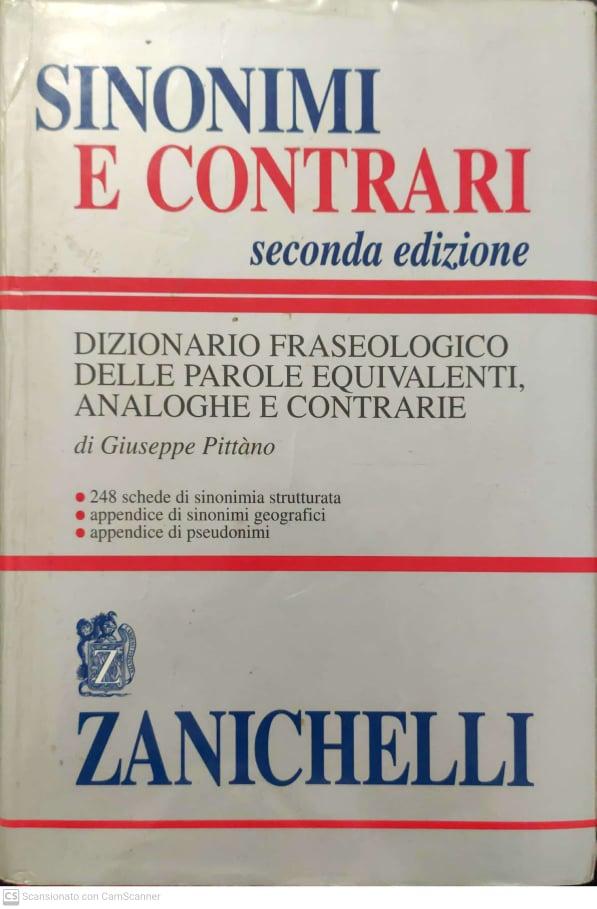 SINONIMI
E CONTRARI
seconda edizione
DIZIONARIO FRASEOLOGICO
DELLE PAROLE EQUIVALENTI,
ANALOGHE E CONTRARIE
di Giuseppe Pittàno
• 248 schede di sinonimia strutturata
• appendice di sinonimi geografici
• appendice di pseudonimi
Z
ZANICHELLI
CS Scansionato con CamScanner